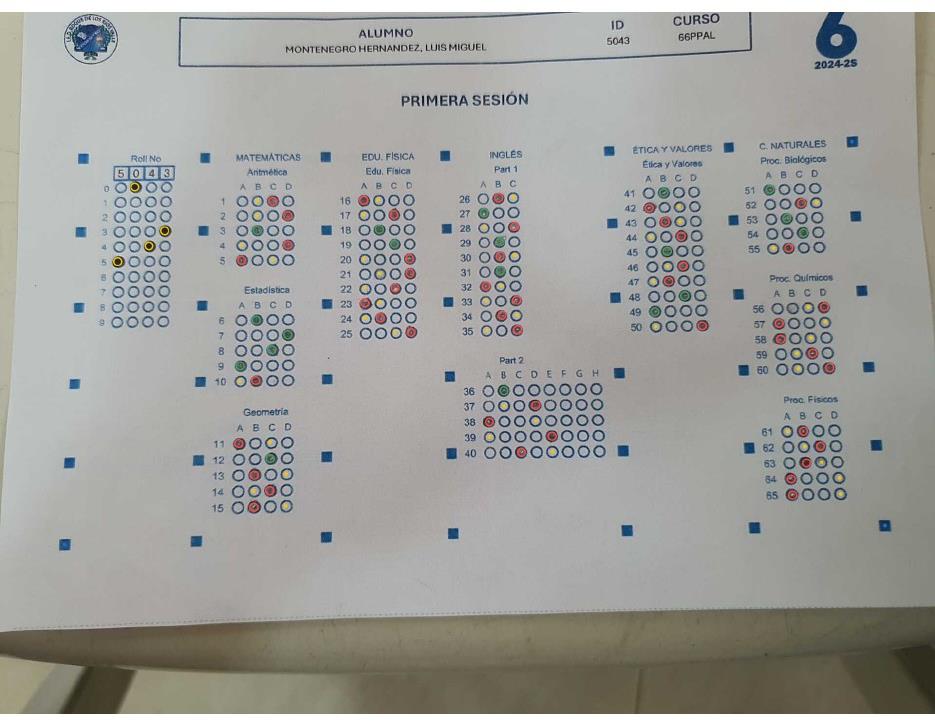 ALUMNO
MONTENEGRO HERNANDEZ, LUIS MIGUEL
ID
5043
CURSO
66PPAL
6
2024-25
PRIMERA SESIÓN
Roll No
5 0 4 3
0
1
2
3
4
5
6
7
8
9
MATEMÁTICAS
Aritmética
A B C D
1
2
3
4
5
Estadística
A B C D
6
7
8
9
10
Geometría
A B C D
11
12
13
14
15
EDU. FÍSICA
Edu. Física
A B C D
16
17
18
19
20
21
22
23
24
25
INGLÉS
Part 1
A B C
26
27
28
29
30
31
32
33
34
35
Part 2
A B C D E F G H
36
37
38
39
40
ÉTICA Y VALORES
Ética y Valores
A B C D
41
42
43
44
45
46
47
48
49
50
C. NATURALES
Proc. Biológicos
A B C D
51
52
53
54
55
Proc. Químicos
A B C D
56
57
58
59
60
Proc. Físicos
A B C D
61
62
63
64
65